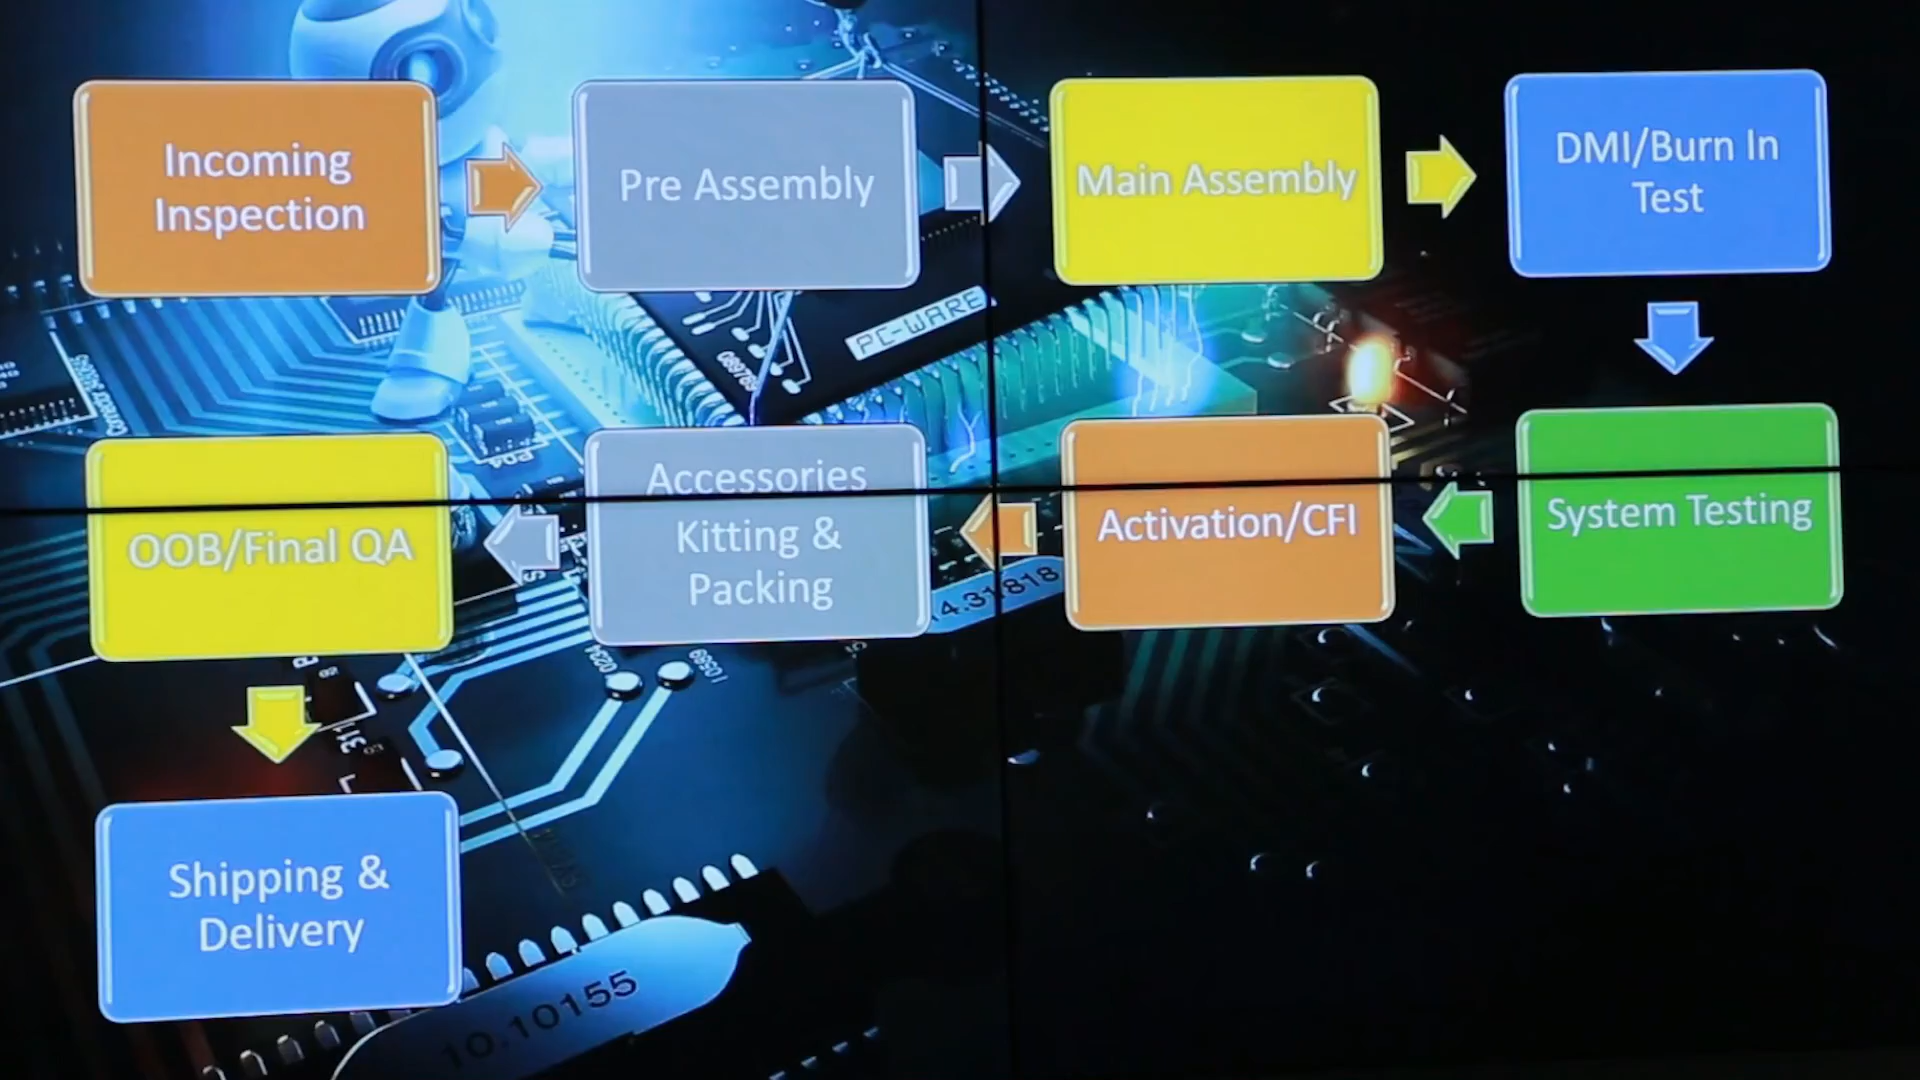 Incoming
Inspection
Pre Assembly
Main Assembly
DMI/Burn In
Test
System Testing
Activation/CFI
Accessories
Kitting &
Packing
OOB/Final QA
Shipping &
Delivery
PC-WARE
14.31818
10.10155